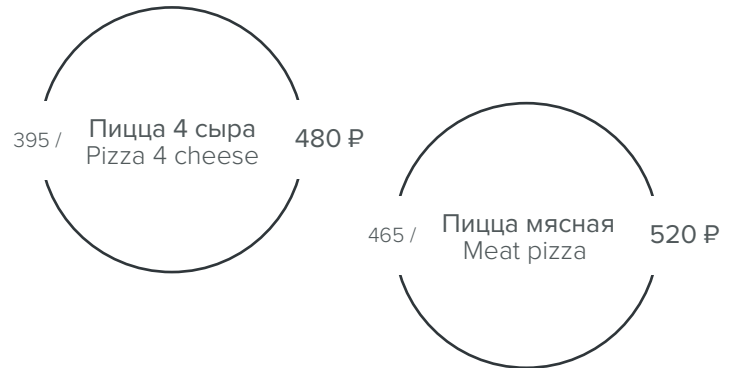 395 /
Пицца 4 сыра
Pizza 4 cheese
480 ₽
465 /
Пицца мясная
Meat pizza
520 ₽